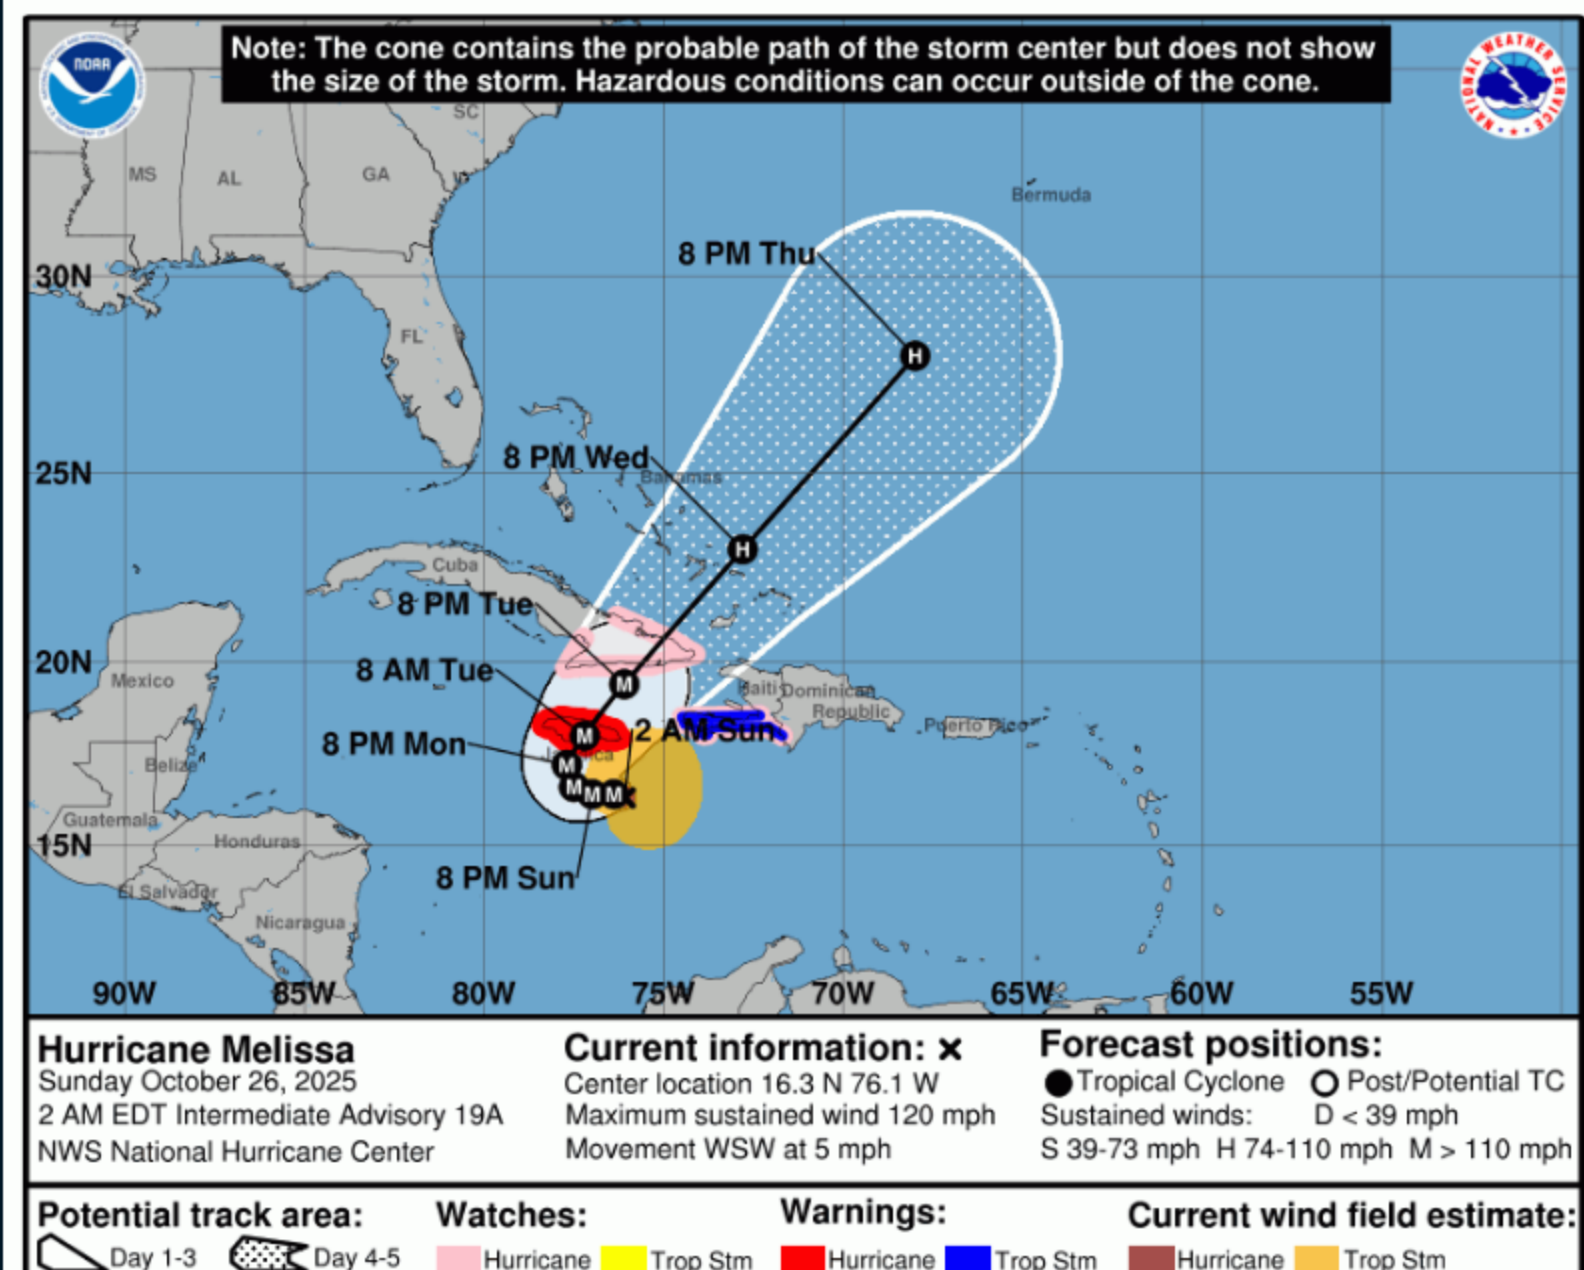 Note: The cone contains the probable path of the storm center but does not show
the size of the storm. Hazardous conditions can occur outside of the cone.
NOAA
NATIONAL WEATHER SERVICE
SC
MS
AL
GA
Bermuda
8 PM Thu
30N
FL
8 PM Wed
Bahamas
25N
Cuba
8 PM Tue
20N
8 AM Tue
Mexico
Haiti
Dominican
Republic
Puerto Rico
2 AM Sun
8 PM Mon
Jamaica
Belize
Guatemala
Honduras
15N
8 PM Sun
El Salvador
Nicaragua
H
H
M
M
M
M
M
M
90W
85W
80W
75W
70W
65W
60W
55W
Hurricane Melissa
Sunday October 26, 2025
2 AM EDT Intermediate Advisory 19A
NWS National Hurricane Center
Current information: x
Center location 16.3 N 76.1 W
Maximum sustained wind 120 mph
Movement WSW at 5 mph
Forecast positions:
Tropical Cyclone Post/Potential TC
Sustained winds: D < 39 mph
S 39-73 mph H 74-110 mph M > 110 mph
Potential track area:
Day 1-3 Day 4-5
Watches:
Hurricane Trop Stm
Warnings:
Hurricane Trop Stm
Current wind field estimate:
Hurricane Trop Stm